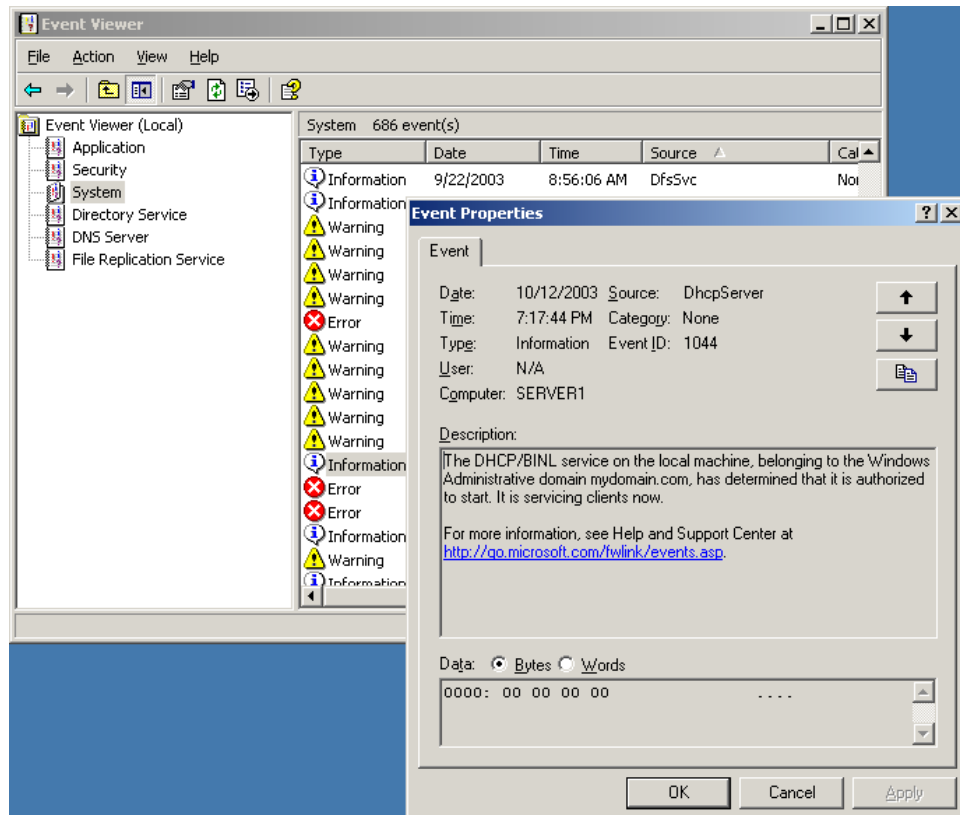 Event Viewer
File Action View Help
Event Viewer (Local)
Application
Security
System
Directory Service
DNS Server
File Replication Service
System 686 event(s)
Type Date Time Source Cat
Information 9/22/2003 8:56:06 AM DfsSvc Non
Information
Warning
Warning
Warning
Warning
Error
Warning
Warning
Warning
Warning
Warning
Information
Error
Error
Information
Warning
Information
Event Properties
Event
Date: 10/12/2003 Source: DhcpServer
Time: 7:17:44 PM Category: None
Type: Information Event ID: 1044
User: N/A
Computer: SERVER1
Description:
The DHCP/BINL service on the local machine, belonging to the Windows
Administrative domain mydomain.com, has determined that it is authorized
to start. It is servicing clients now.
For more information, see Help and Support Center at
http://go.microsoft.com/fwlink/events.asp.
Data: Bytes Words
0000: 00 00 00 00 ....
OK Cancel Apply